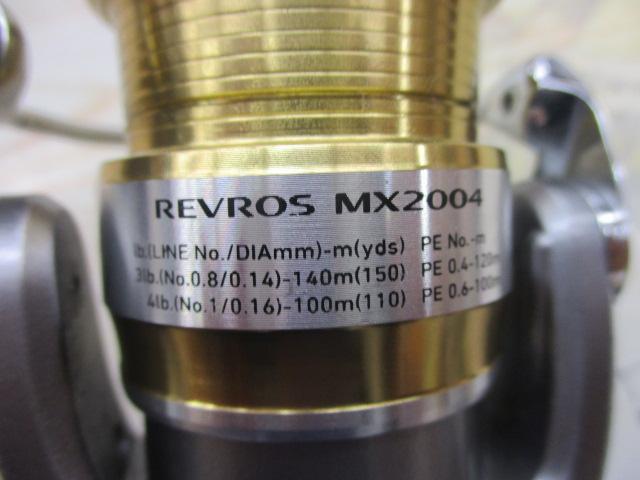 REVROS MX2004
lb.(LINE No./DIAmm)-m(yds) PE No.-m
3lb.(No.0.8/0.14)-140m(150) PE 0.4-120m
4lb.(No.1/0.16)-100m(110) PE 0.6-100m